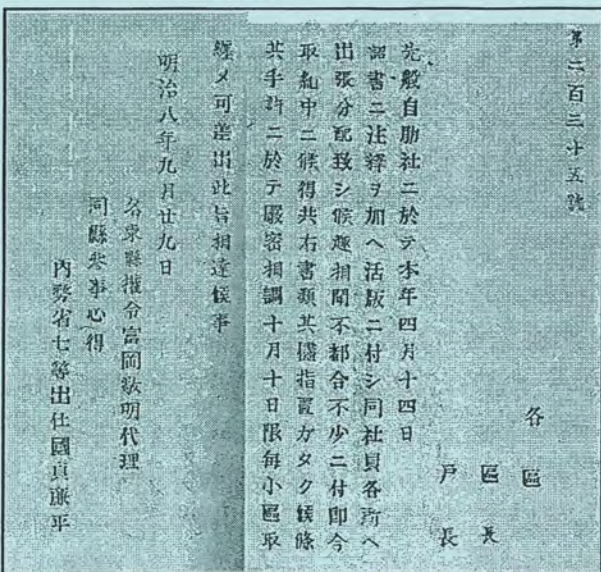 第二百三十五號
各區
區長
戸長
先般自助社ニ於テ本年四月十四日
詔書ニ注釋ヲ加ヘ活版ニ付シ同社員各所ヘ
出張分配致シ候趣相聞不都合不少ニ付即今
取糺中ニ候得共右書類其儘指置カタク候條
其手許ニ於テ嚴密相調十月十日限毎小區取
纒メ可差出此旨相達候事
明治八年九月廿九日
名東縣權令富岡敬明代理
同縣參事心得
内務省七等出仕國貞廉平